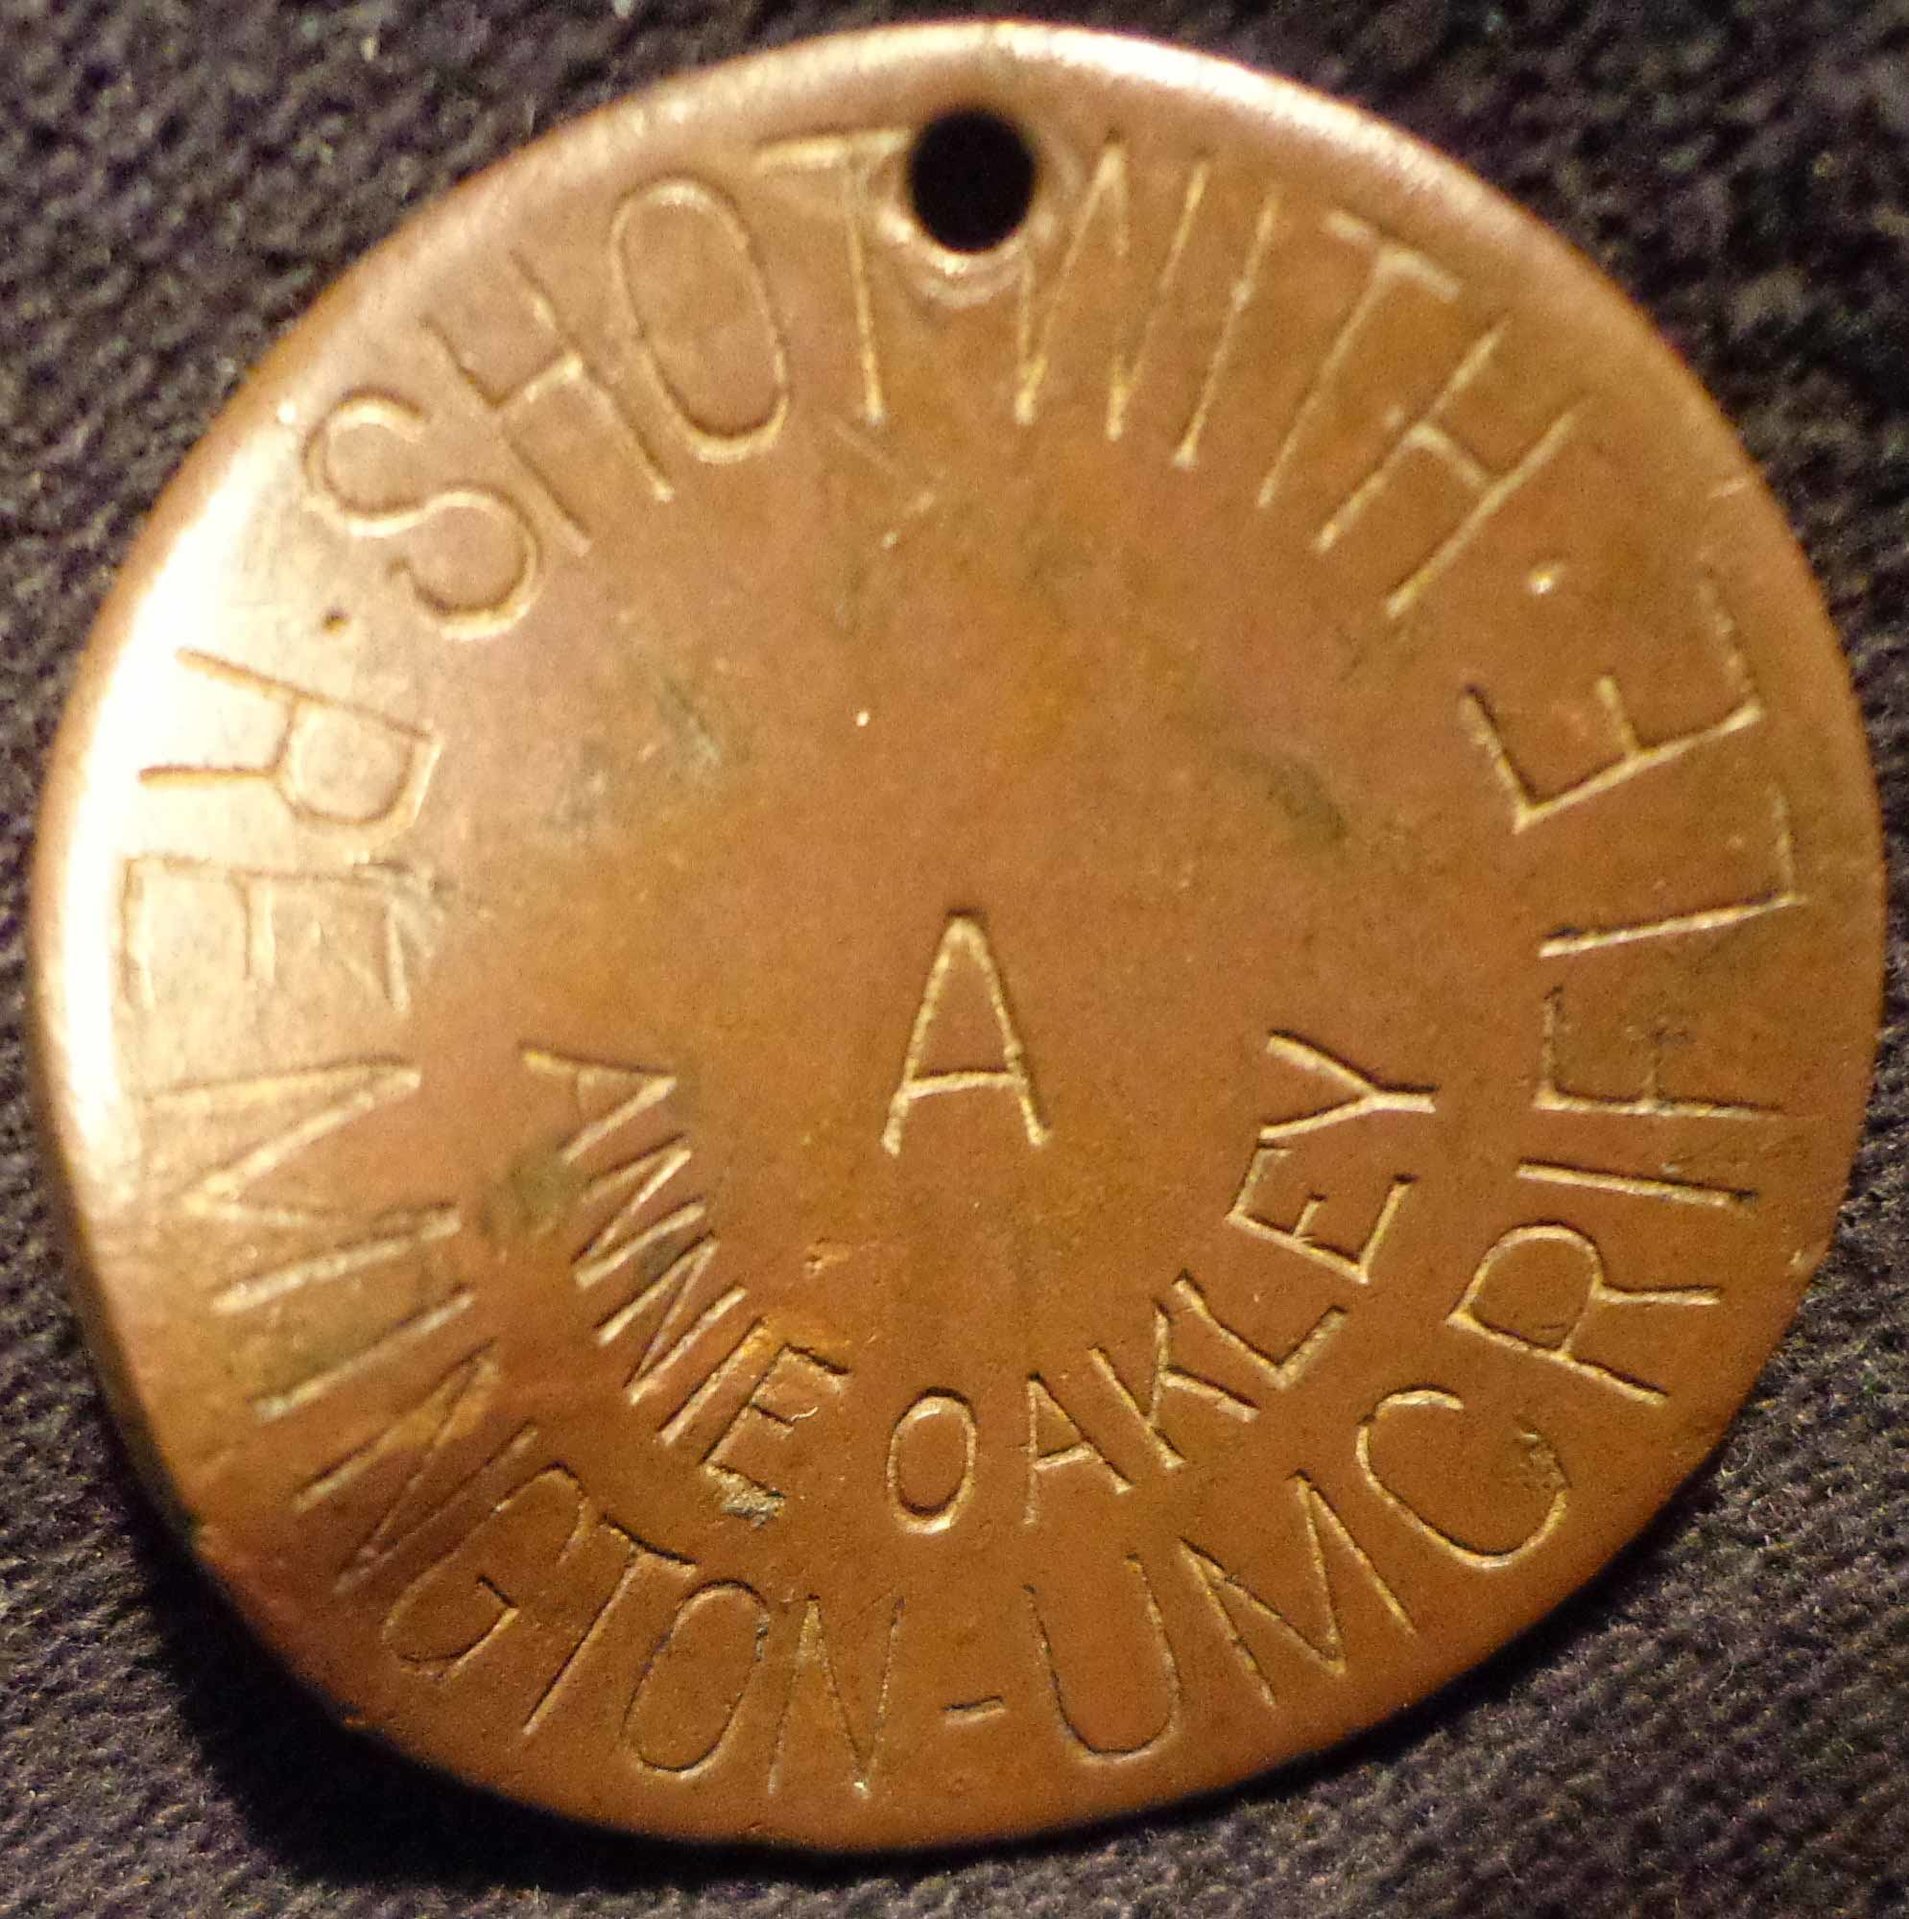 ·SHOT WITH·
REMINGTON-UMC RIFLE
A
ANNIE OAKLEY